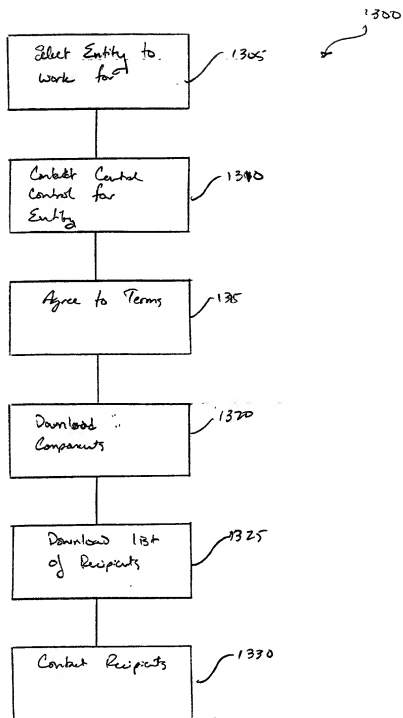 1300
Select Entity to
work for
1305
Contact Central
Control for
Entity
1310
Agree to Terms
1315
Download
Components
1320
Download list
of Recipients
1325
Contact Recipients
1330